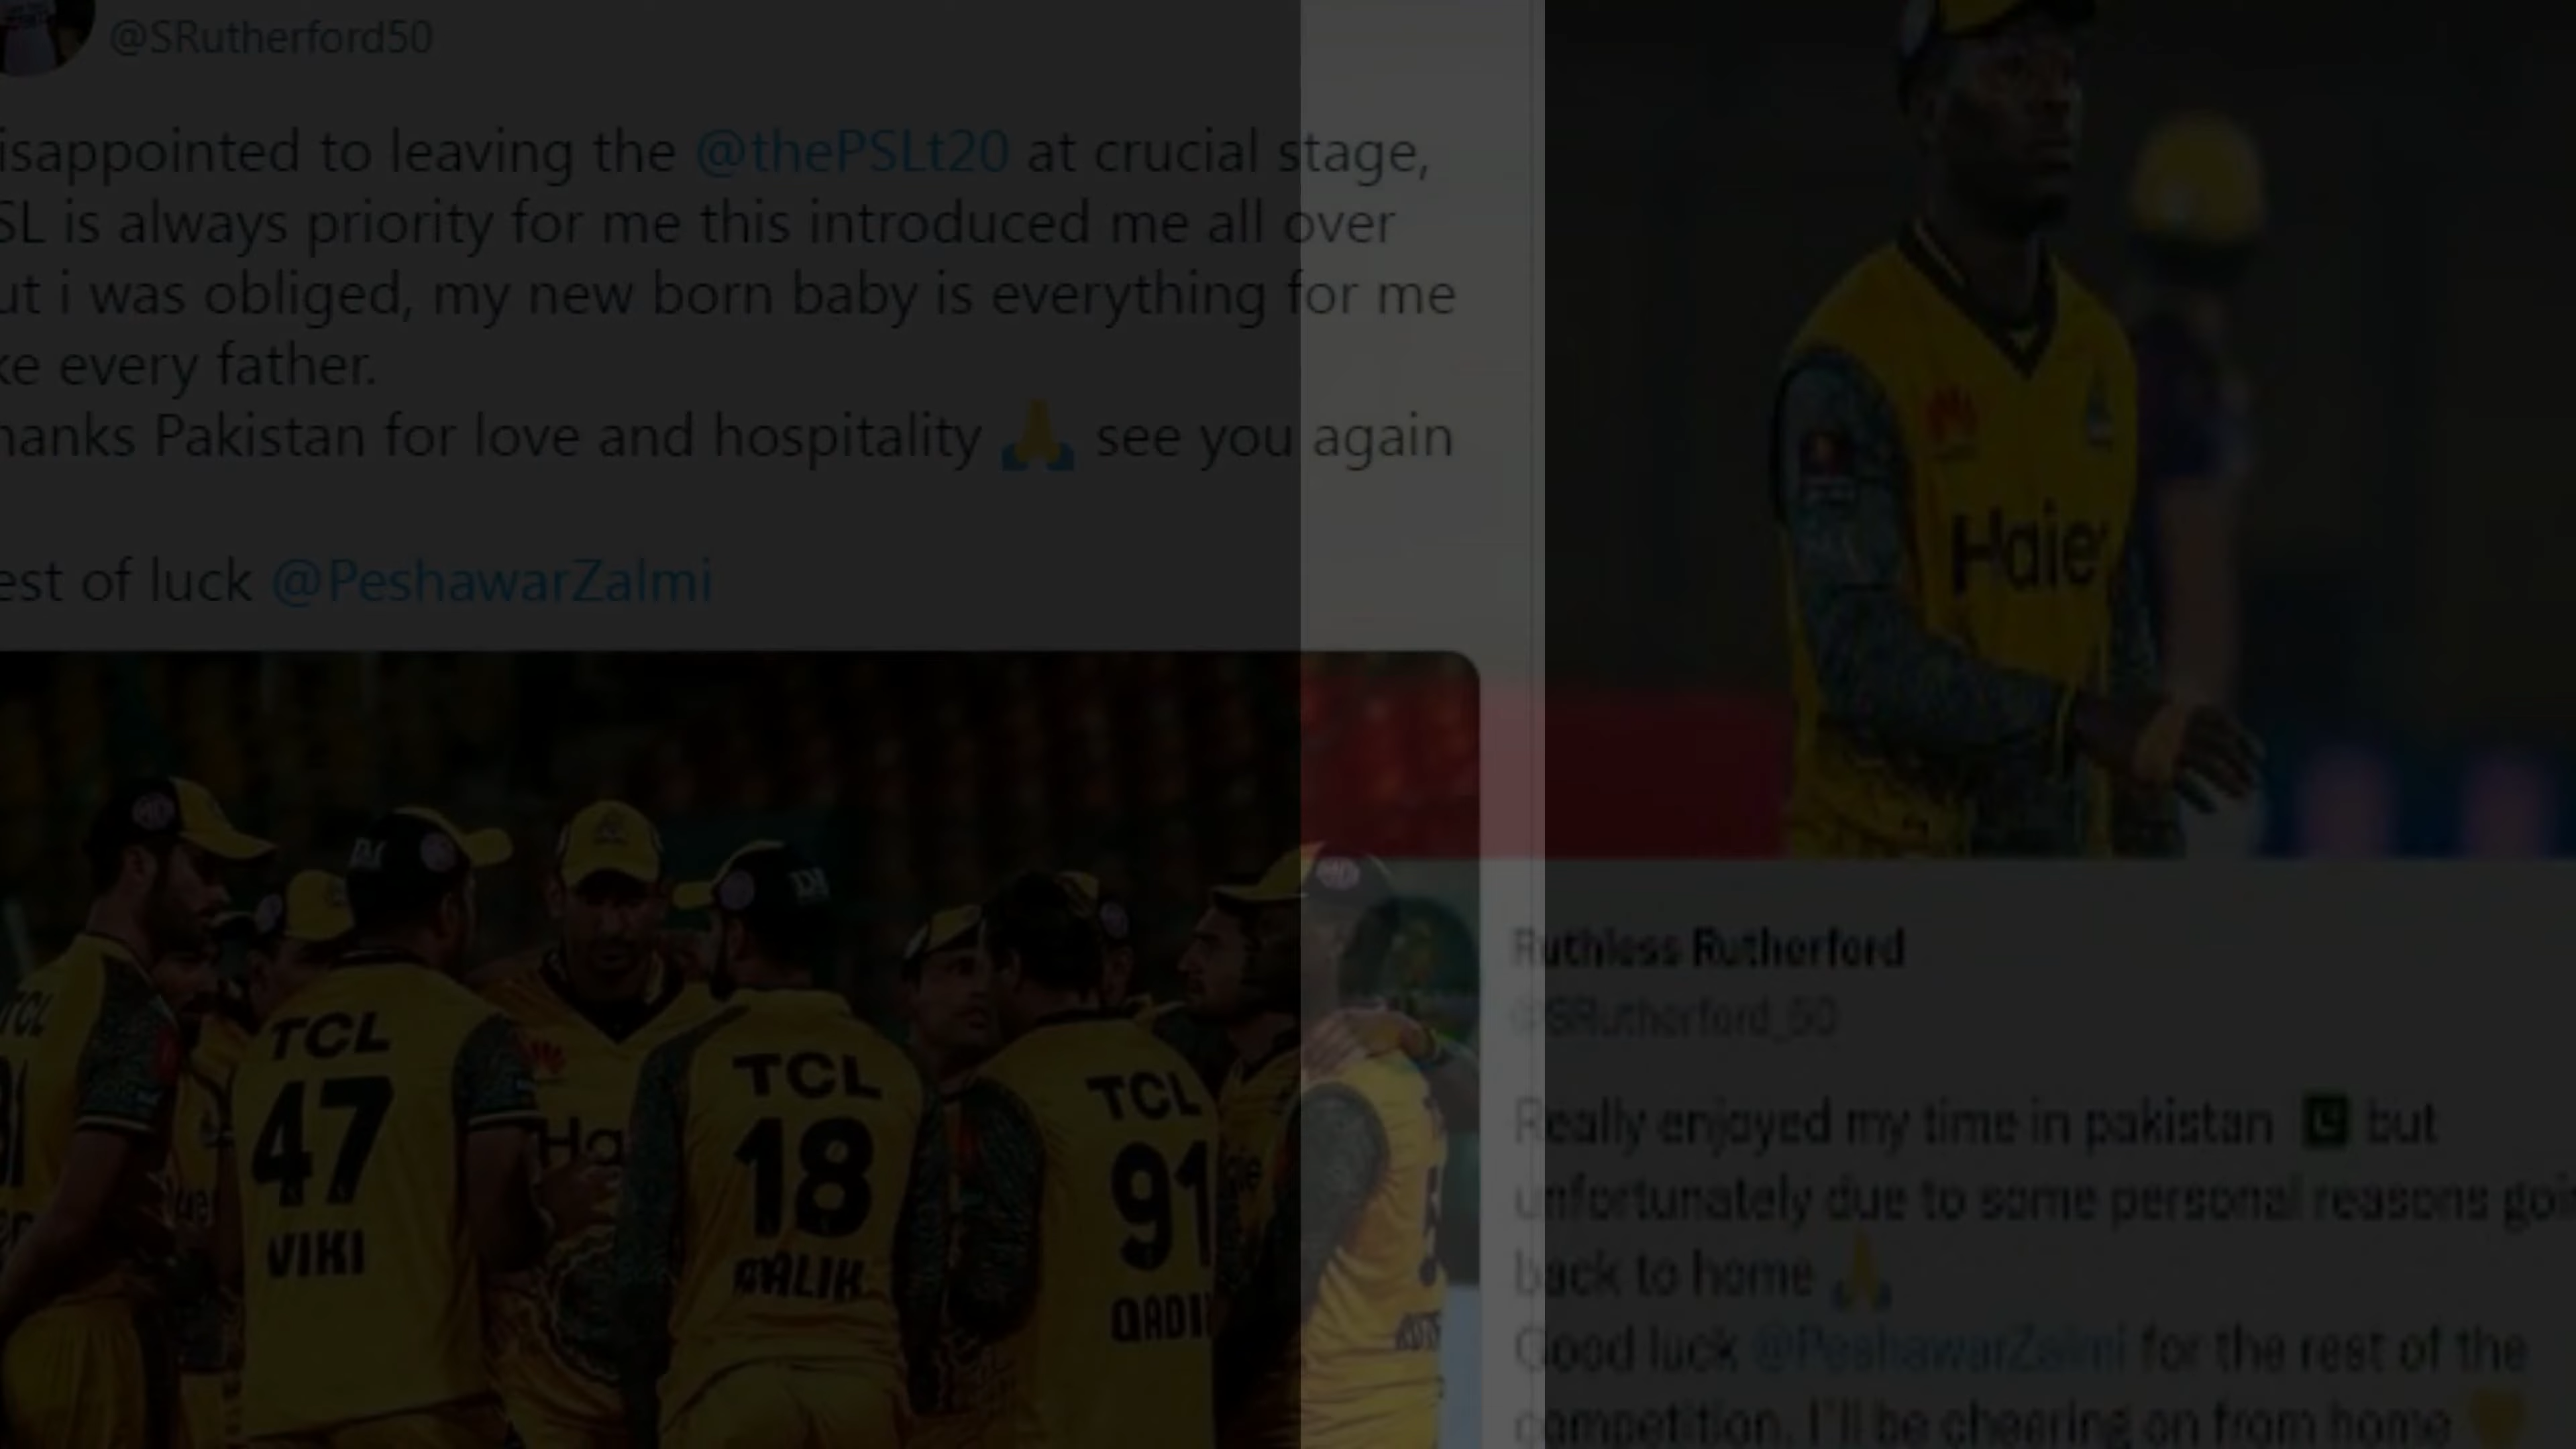 @SRutherford50
isappointed to leaving the @thePSLt20 at crucial stage,
SL is always priority for me this introduced me all over
ut i was obliged, my new born baby is everything for me
ke every father.
hanks Pakistan for love and hospitality 🙏 see you again
est of luck @PeshawarZalmi
Haier
DJ
DJ
TCL
TCL
47
VIKI
Ha
TCL
18
MALIK
TCL
91
QADI
Ruthless Rutherford
@SRutherford_50
Really enjoyed my time in pakistan 🇵🇰 but
unfortunately due to some personal reasons goi
back to home 🙏
Good luck @PeshawarZalmi for the rest of the
competition. I'll be cheering on from home 💛